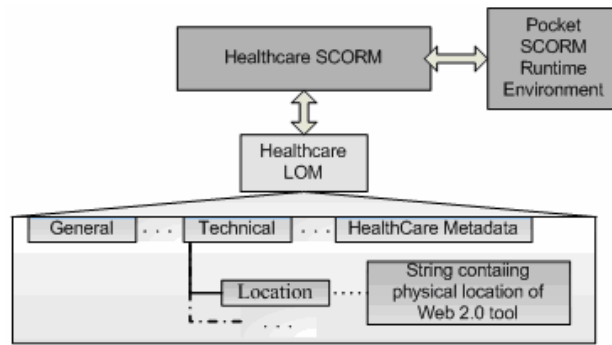 Healthcare SCORM
Pocket
SCORM
Runtime
Environment
Healthcare
LOM
General
. . .
Technical
. . .
HealthCare Metadata
Location
......
String contaiing
physical location of
Web 2.0 tool
. . .